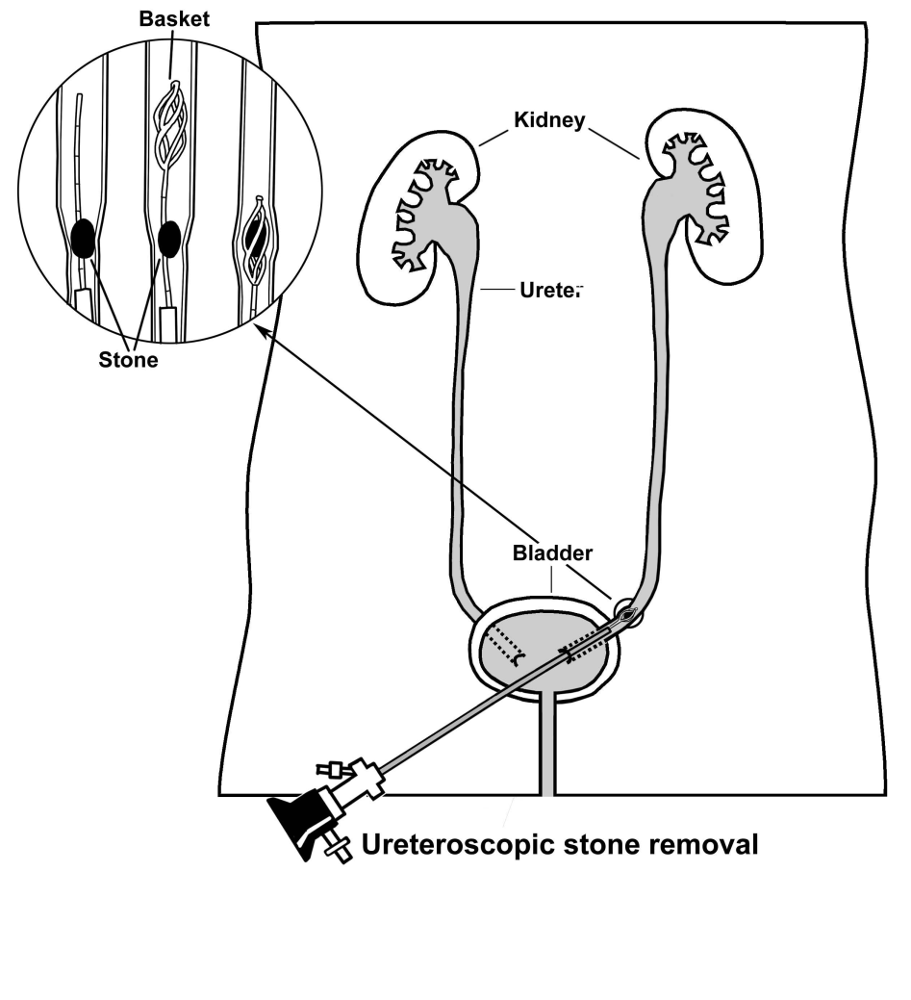 Basket
Kidney
Ureter
Stone
Bladder
Ureteroscopic stone removal